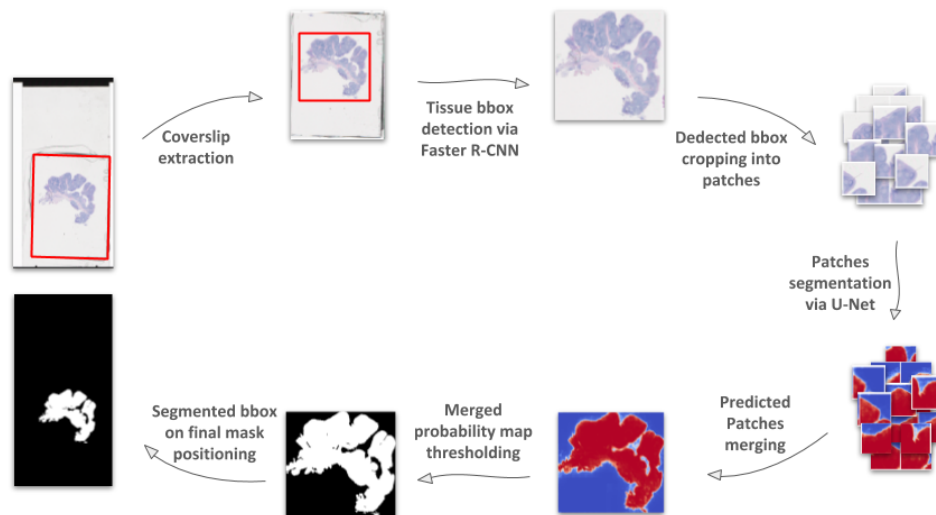 Coverslip
extraction
Tissue bbox
detection via
Faster R-CNN
Dedected bbox
cropping into
patches
Patches
segmentation
via U-Net
Predicted
Patches
merging
Merged
probability map
thresholding
Segmented bbox
on final mask
positioning